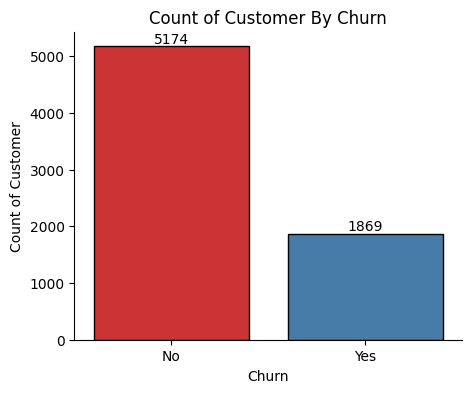 Count of Customer By Churn
5174
1869
5000
4000
3000
2000
1000
0
Count of Customer
No
Yes
Churn